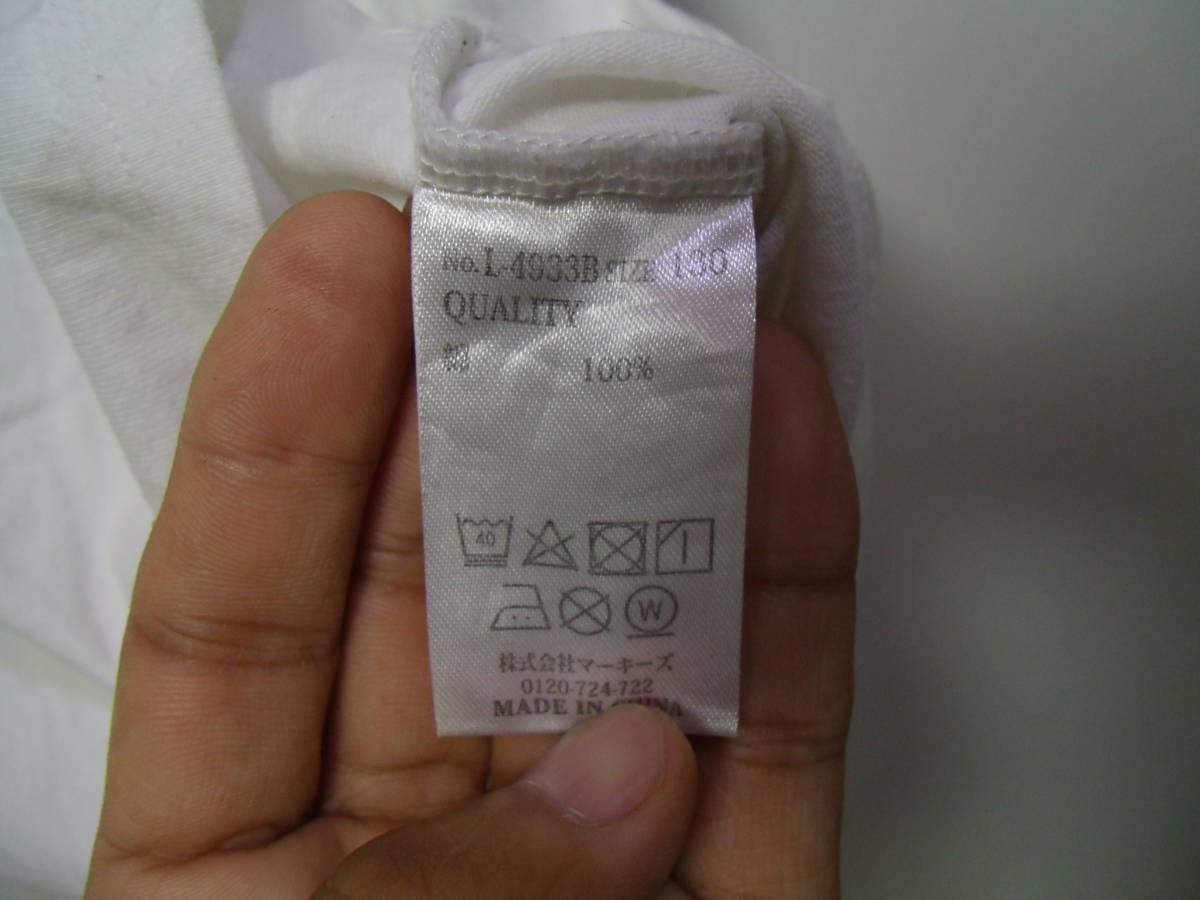 No. L-4933B SIZE 130
QUALITY
綿 100%
40
W
株式会社マーキーズ
0120-724-722
MADE IN CHINA